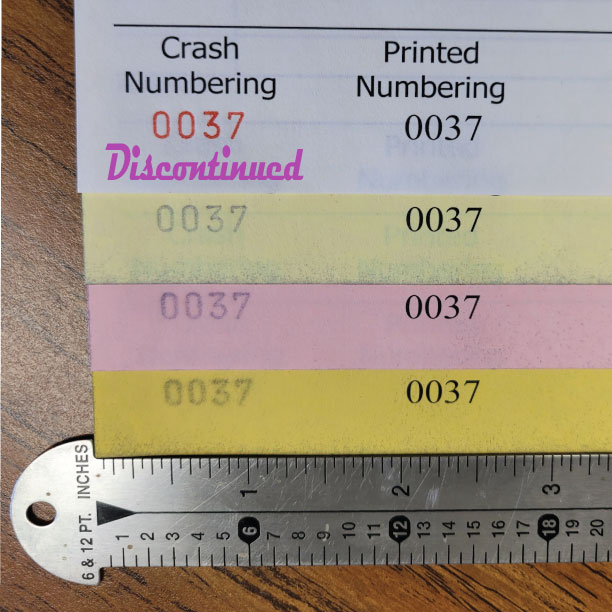 Crash Numbering
Printed Numbering
0037 0037
Discontinued
0037 0037
0037 0037
0037 0037
6 & 12 PT. INCHES
1 2 3
1 2 3 4 5 6 7 8 9 10 11 12 13 14 15 16 17 18 19 20